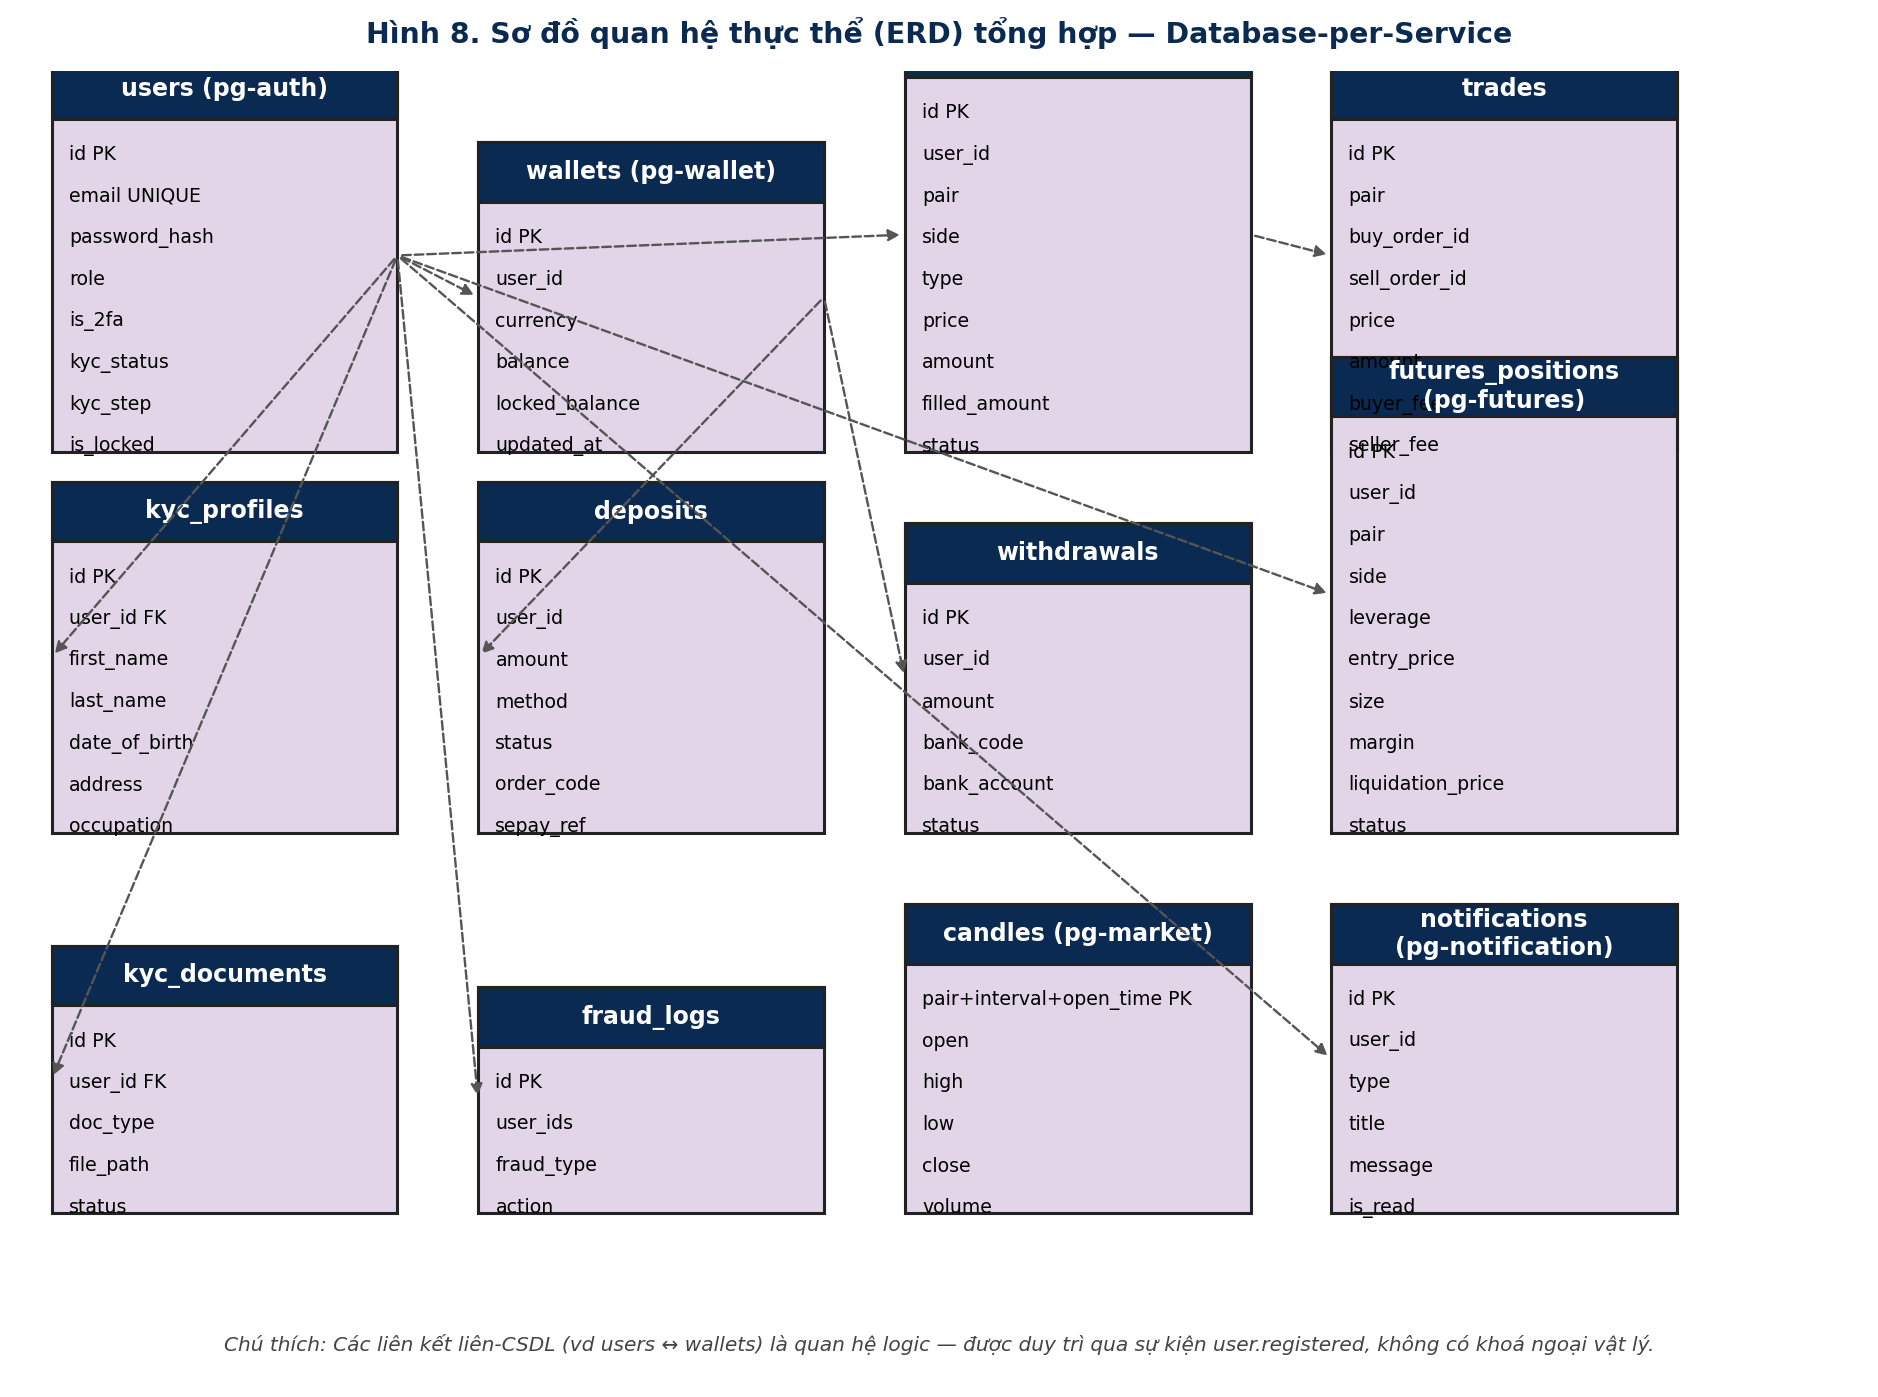 Hình 8. Sơ đồ quan hệ thực thể (ERD) tổng hợp — Database-per-Service
users (pg-auth)
id PK
email UNIQUE
password_hash
role
is_2fa
kyc_status
kyc_step
is_locked
wallets (pg-wallet)
id PK
user_id
currency
balance
locked_balance
updated_at
id PK
user_id
pair
side
type
price
amount
filled_amount
status
trades
id PK
pair
buy_order_id
sell_order_id
price
amount
buyer_fee
seller_fee
futures_positions
(pg-futures)
id PK
user_id
pair
side
leverage
entry_price
size
margin
liquidation_price
status
kyc_profiles
id PK
user_id FK
first_name
last_name
date_of_birth
address
occupation
deposits
id PK
user_id
amount
method
status
order_code
sepay_ref
withdrawals
id PK
user_id
amount
bank_code
bank_account
status
kyc_documents
id PK
user_id FK
doc_type
file_path
status
fraud_logs
id PK
user_ids
fraud_type
action
candles (pg-market)
pair+interval+open_time PK
open
high
low
close
volume
notifications
(pg-notification)
id PK
user_id
type
title
message
is_read
Chú thích: Các liên kết liên-CSDL (vd users ↔ wallets) là quan hệ logic — được duy trì qua sự kiện user.registered, không có khoá ngoại vật lý.